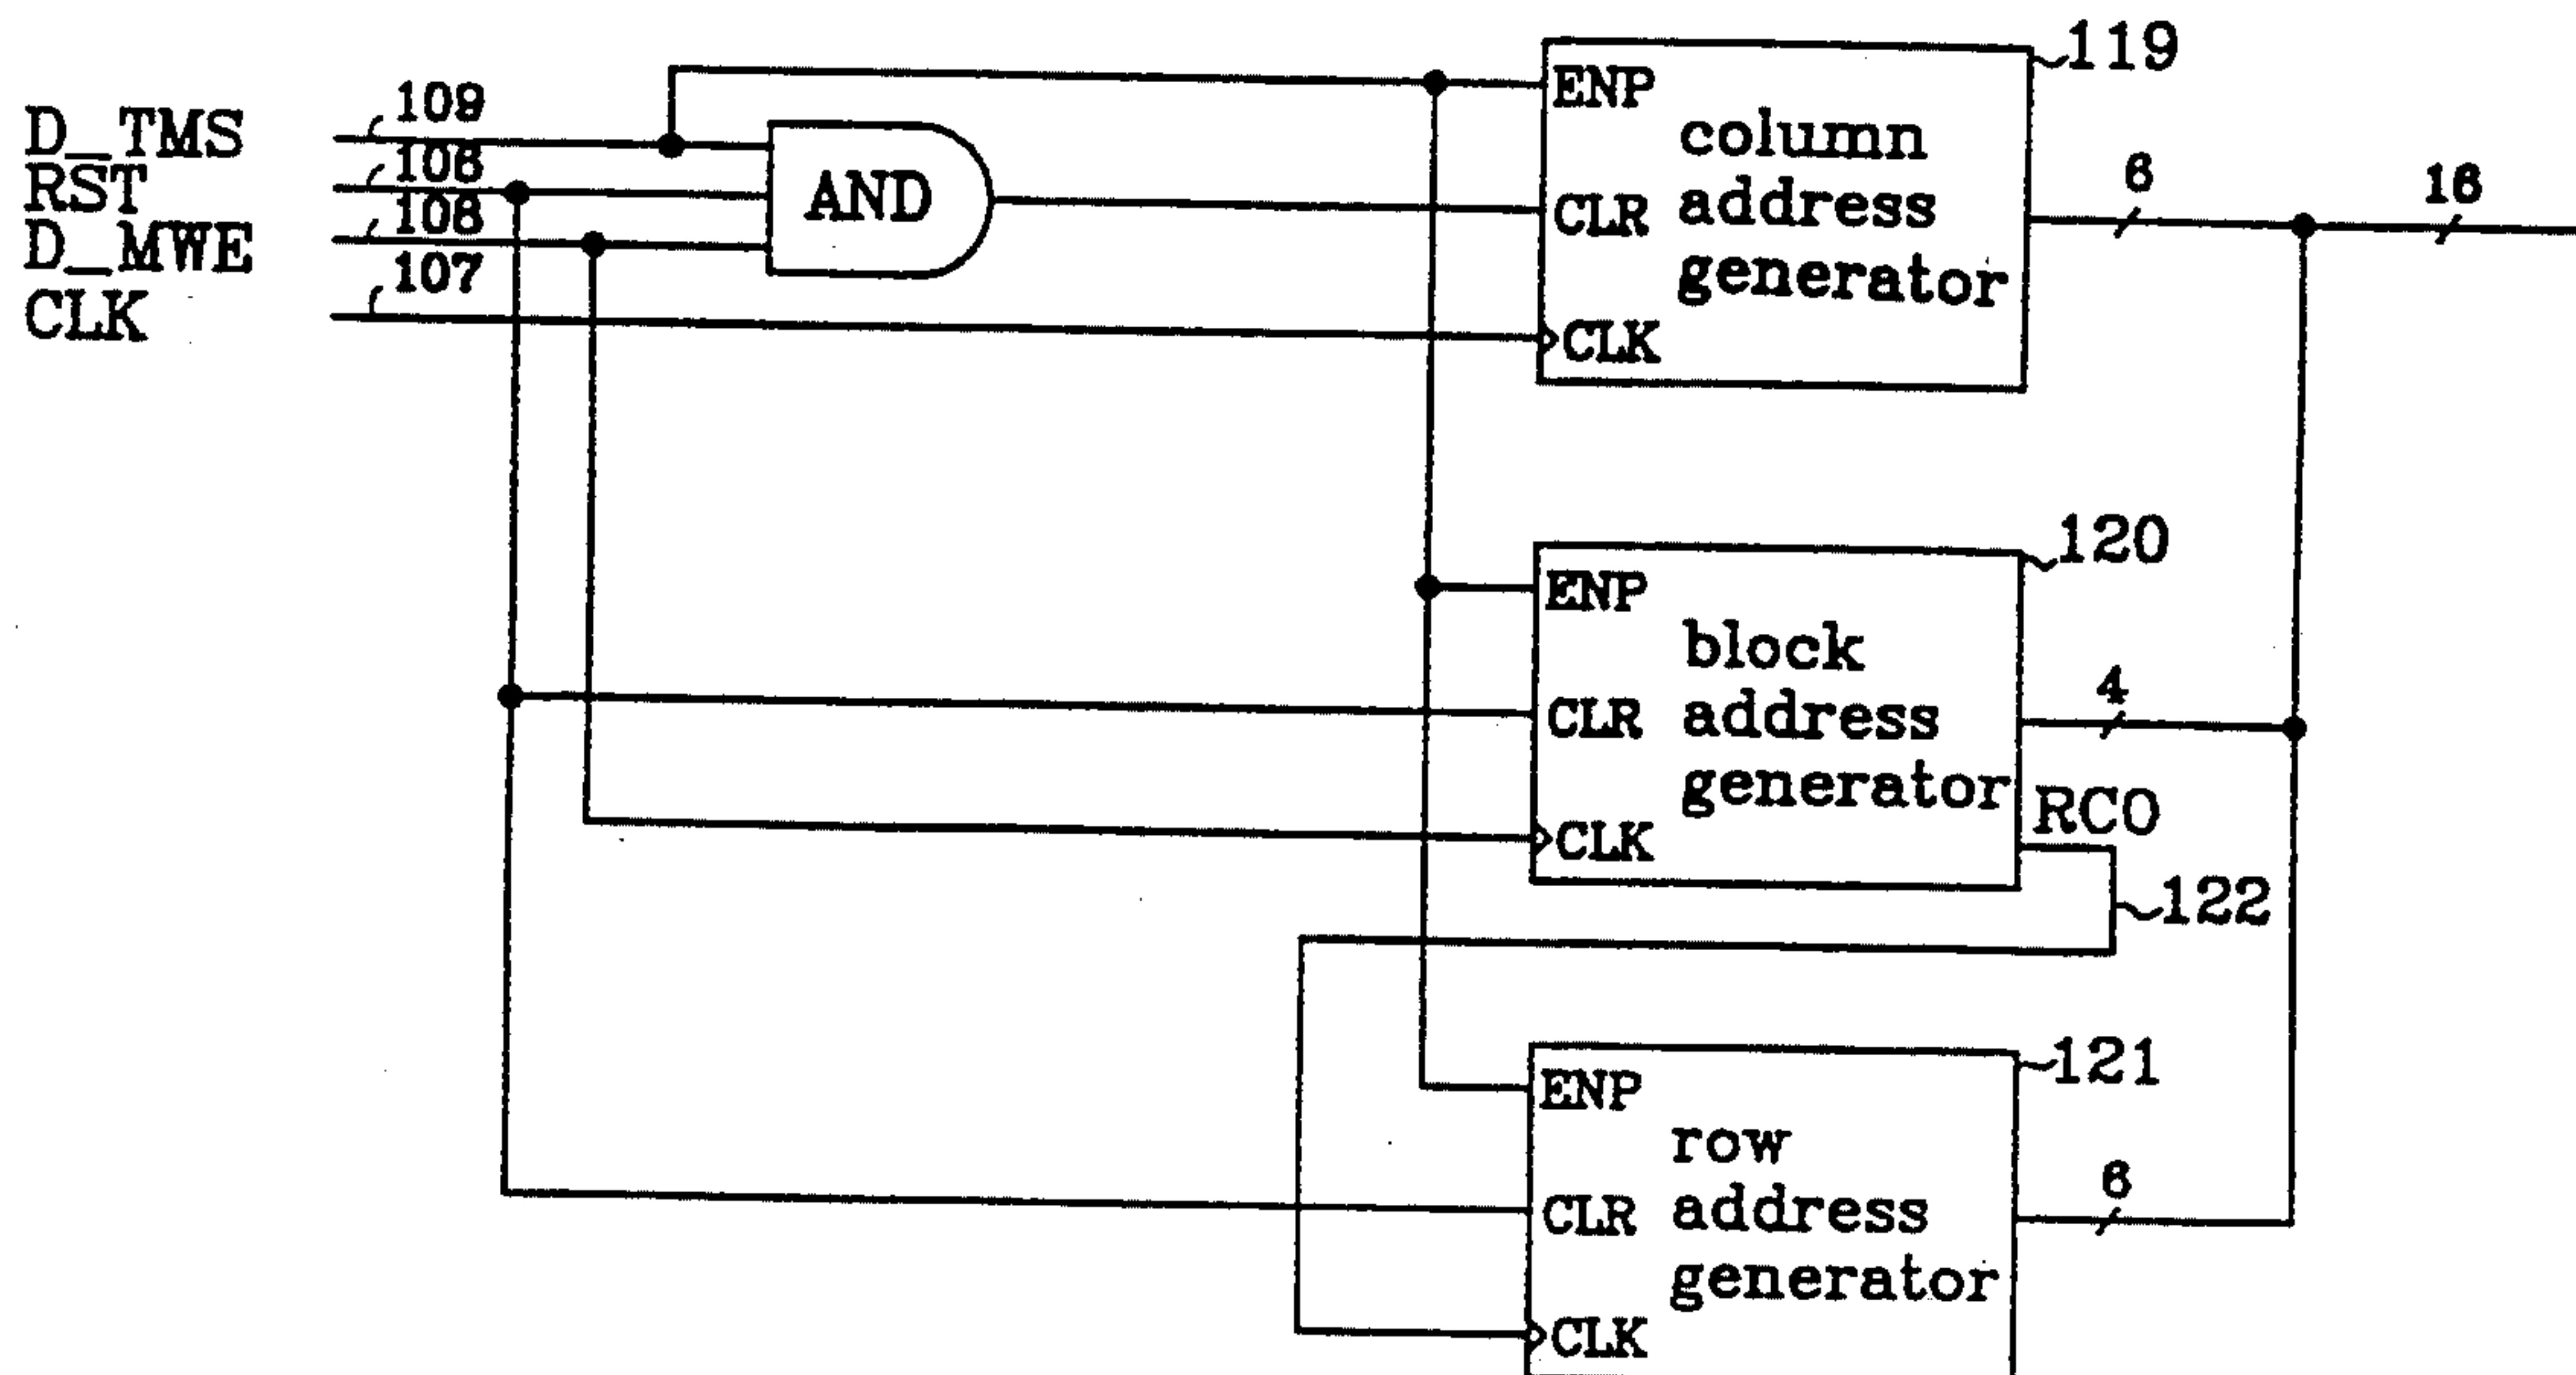 D_TMS
109
RST
106
D_MWE
108
CLK
107
AND
119
ENP
column
CLR
address
generator
CLK
6
16
120
ENP
block
CLR
address
generator
CLK
4
RCO
122
121
ENP
row
CLR
address
generator
CLK
6